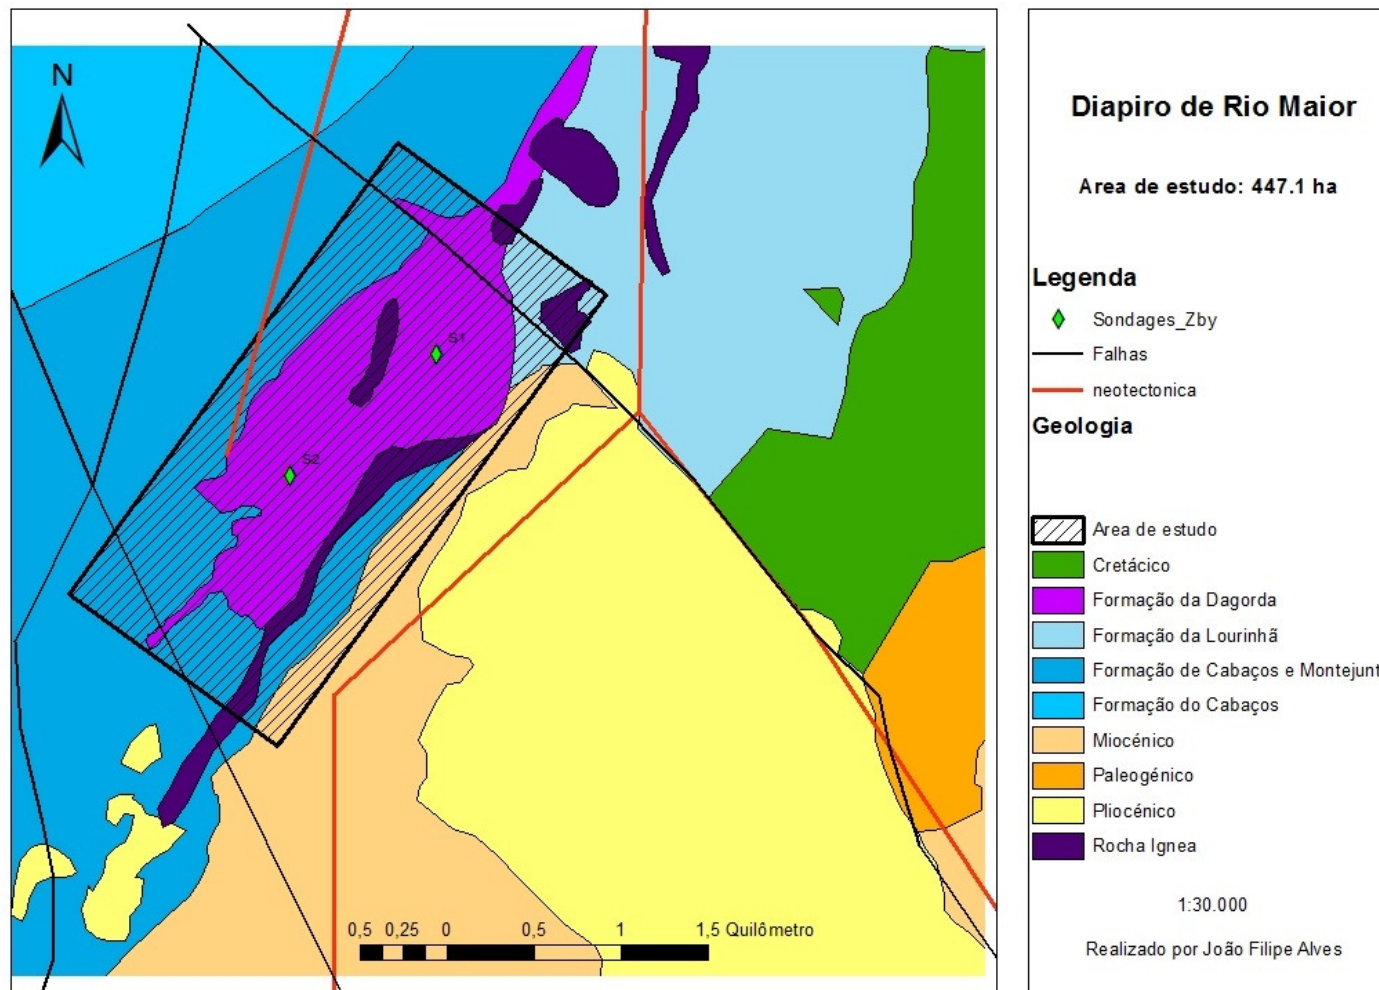 N
S1
S2
0,5 0,25 0 0,5 1 1,5 Quilômetro
Diapiro de Rio Maior
Area de estudo: 447.1 ha
Legenda
Sondages_Zby
Falhas
neotectonica
Geologia
Area de estudo
Cretácico
Formação da Dagorda
Formação da Lourinhã
Formação de Cabaços e Montejunt
Formação do Cabaços
Miocénico
Paleogénico
Pliocénico
Rocha Ignea
1:30.000
Realizado por João Filipe Alves